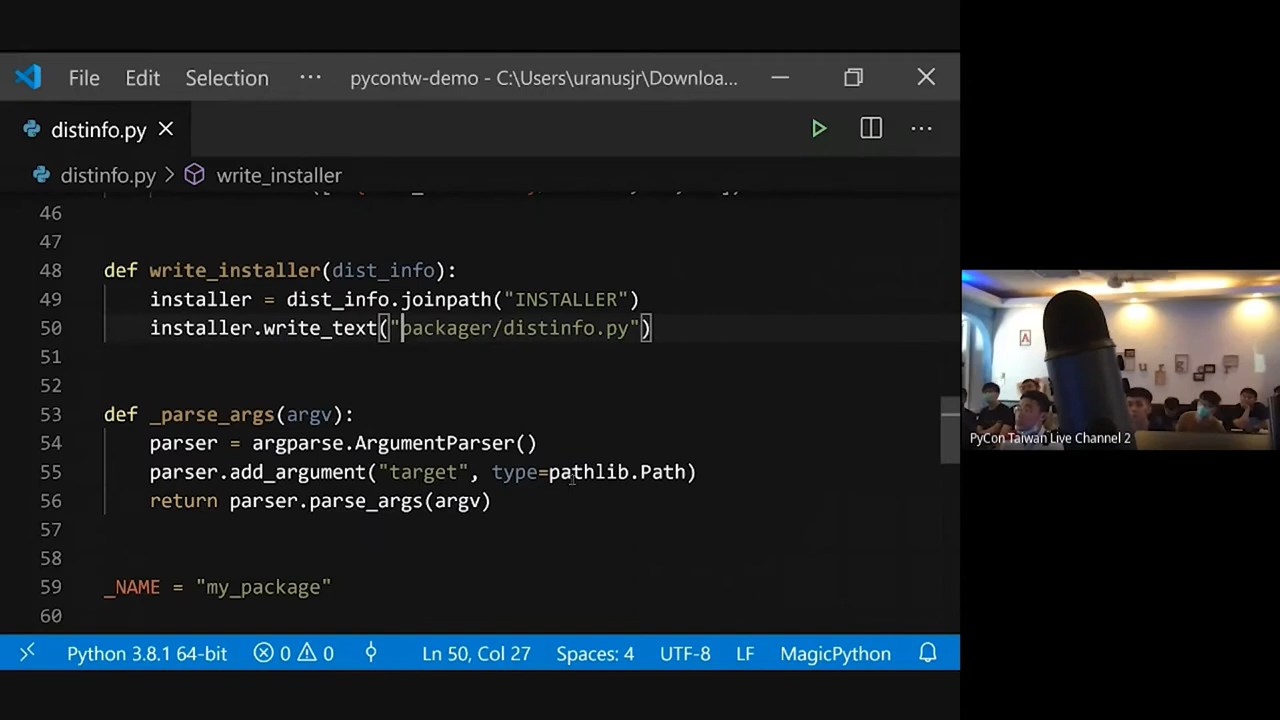 File Edit Selection ··· pycontw-demo - C:\Users\uranusjr\Downloa...
distinfo.py
distinfo.py > write_installer
46
47
48 def write_installer(dist_info):
49 installer = dist_info.joinpath("INSTALLER")
50 installer.write_text("packager/distinfo.py")
51
52
53 def _parse_args(argv):
54 parser = argparse.ArgumentParser()
55 parser.add_argument("target", type=pathlib.Path)
56 return parser.parse_args(argv)
57
58
59 _NAME = "my_package"
60
Python 3.8.1 64-bit 0 0 Ln 50, Col 27 Spaces: 4 UTF-8 LF MagicPython
PyCon Taiwan Live Channel 2